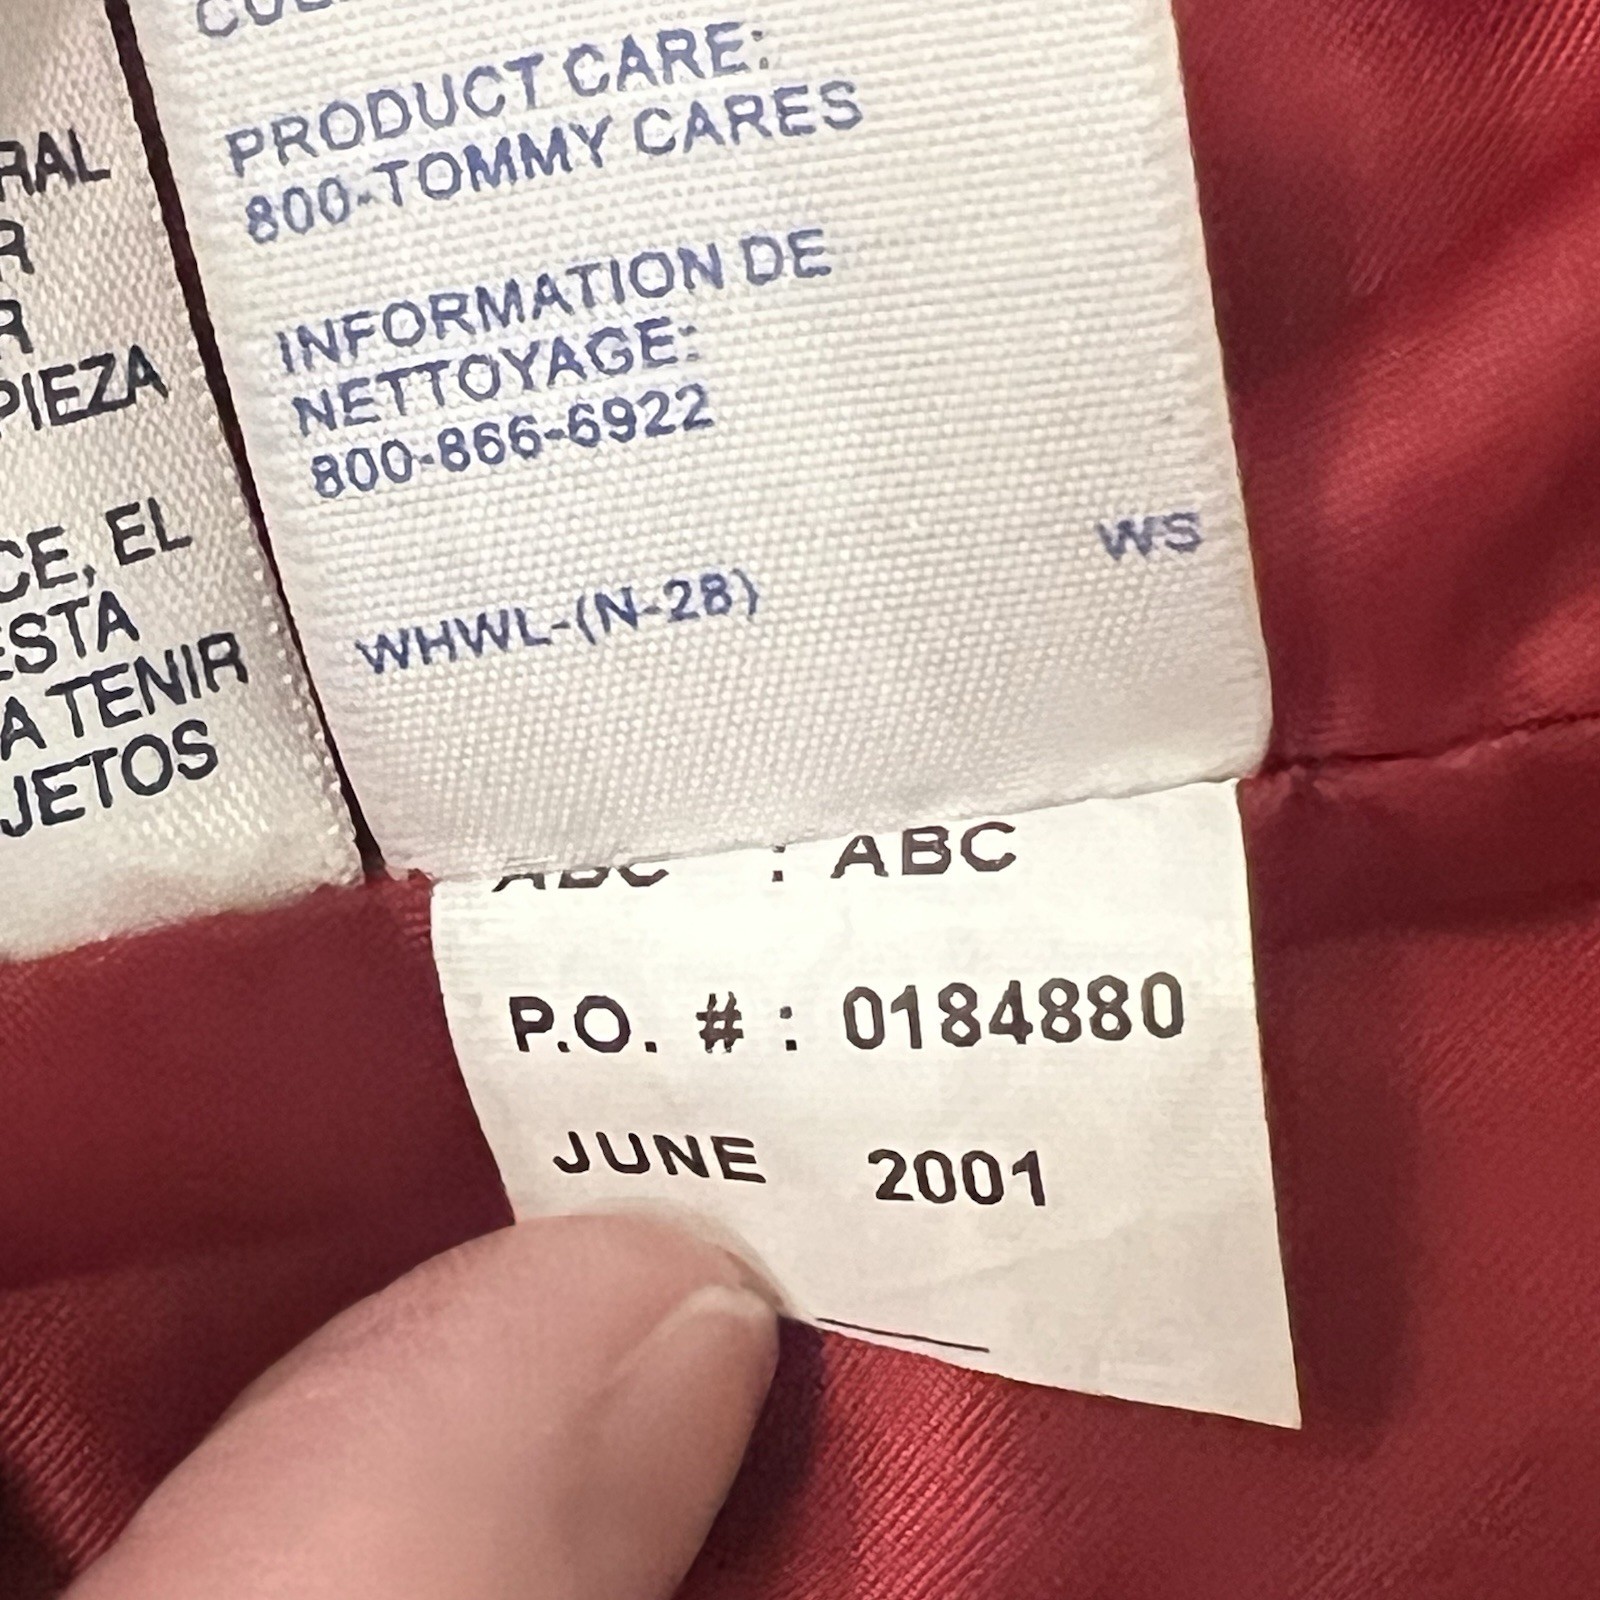 RAL
R
R
PIEZA
CE, EL
ESTA
A TENIR
JETOS
PRODUCT CARE:
800-TOMMY CARES
INFORMATION DE
NETTOYAGE:
800-866-6922
WS
WHWL-(N-28)
ABC : ABC
P.O. # : 0184880
JUNE 2001